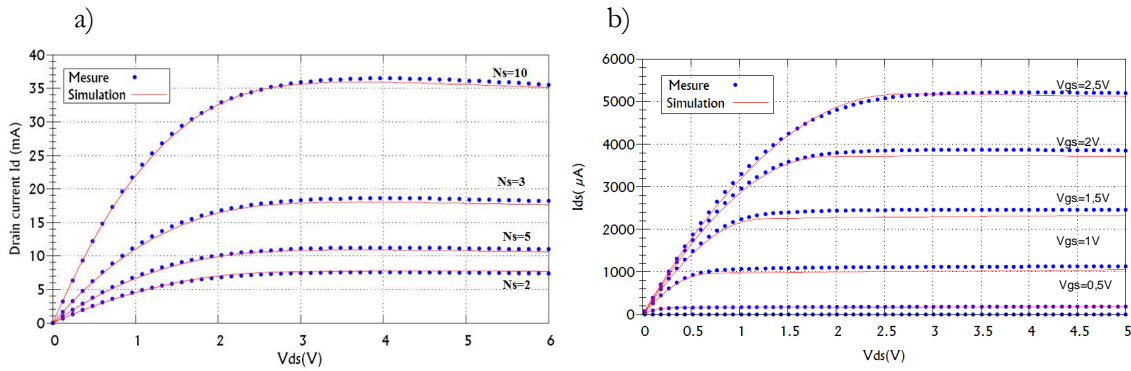 a)
b)
Drain current Id (mA)
40
35
30
25
20
15
10
5
0
Mesure
Simulation
Ns=10
Ns=3
Ns=5
Ns=2
0 1 2 3 4 5 6
Vds(V)
Ids( µA)
6000
5000
4000
3000
2000
1000
0
Mesure
Simulation
Vgs=2,5V
Vgs=2V
Vgs=1,5V
Vgs=1V
Vgs=0,5V
0 0.5 1 1.5 2 2.5 3 3.5 4 4.5 5
Vds(V)